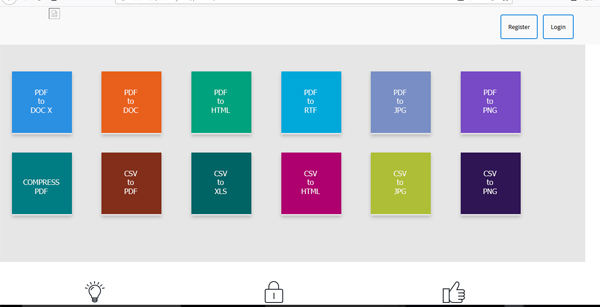 Register
Login
PDF
to
DOC X
PDF
to
DOC
PDF
to
HTML
PDF
to
RTF
PDF
to
JPG
PDF
to
PNG
COMPRESS
PDF
CSV
to
PDF
CSV
to
XLS
CSV
to
HTML
CSV
to
JPG
CSV
to
PNG